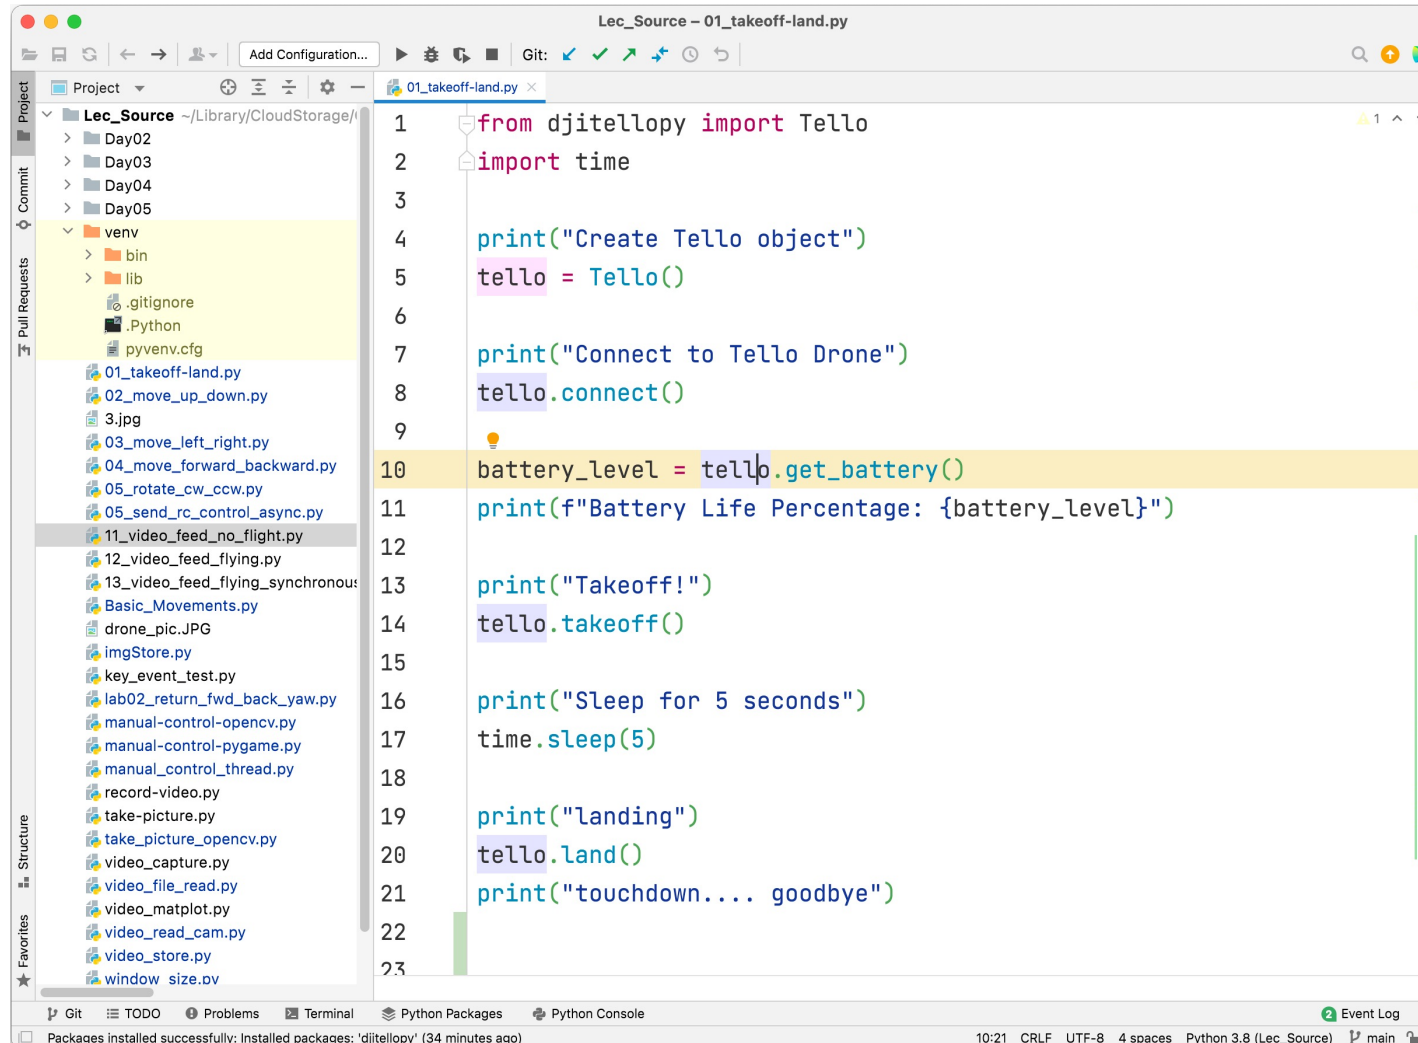 Lec_Source – 01_takeoff-land.py
Add Configuration...
Git:
Project
01_takeoff-land.py
Project
Commit
Pull Requests
Structure
Favorites
Lec_Source ~/Library/CloudStorage/
Day02
Day03
Day04
Day05
venv
bin
lib
.gitignore
.Python
pyvenv.cfg
01_takeoff-land.py
02_move_up_down.py
3.jpg
03_move_left_right.py
04_move_forward_backward.py
05_rotate_cw_ccw.py
05_send_rc_control_async.py
11_video_feed_no_flight.py
12_video_feed_flying.py
13_video_feed_flying_synchronous
Basic_Movements.py
drone_pic.JPG
imgStore.py
key_event_test.py
lab02_return_fwd_back_yaw.py
manual-control-opencv.py
manual-control-pygame.py
manual_control_thread.py
record-video.py
take-picture.py
take_picture_opencv.py
video_capture.py
video_file_read.py
video_matplot.py
video_read_cam.py
video_store.py
window_size.py
1 from djitellopy import Tello
1
2 import time
3
4 print("Create Tello object")
5 tello = Tello()
6
7 print("Connect to Tello Drone")
8 tello.connect()
9
10 battery_level = tello.get_battery()
11 print(f"Battery Life Percentage: {battery_level}")
12
13 print("Takeoff!")
14 tello.takeoff()
15
16 print("Sleep for 5 seconds")
17 time.sleep(5)
18
19 print("landing")
20 tello.land()
21 print("touchdown.... goodbye")
22
23
Git TODO Problems Terminal Python Packages Python Console 2 Event Log
Packages installed successfully: Installed packages: 'djitellopy' (34 minutes ago) 10:21 CRLF UTF-8 4 spaces Python 3.8 (Lec_Source) main